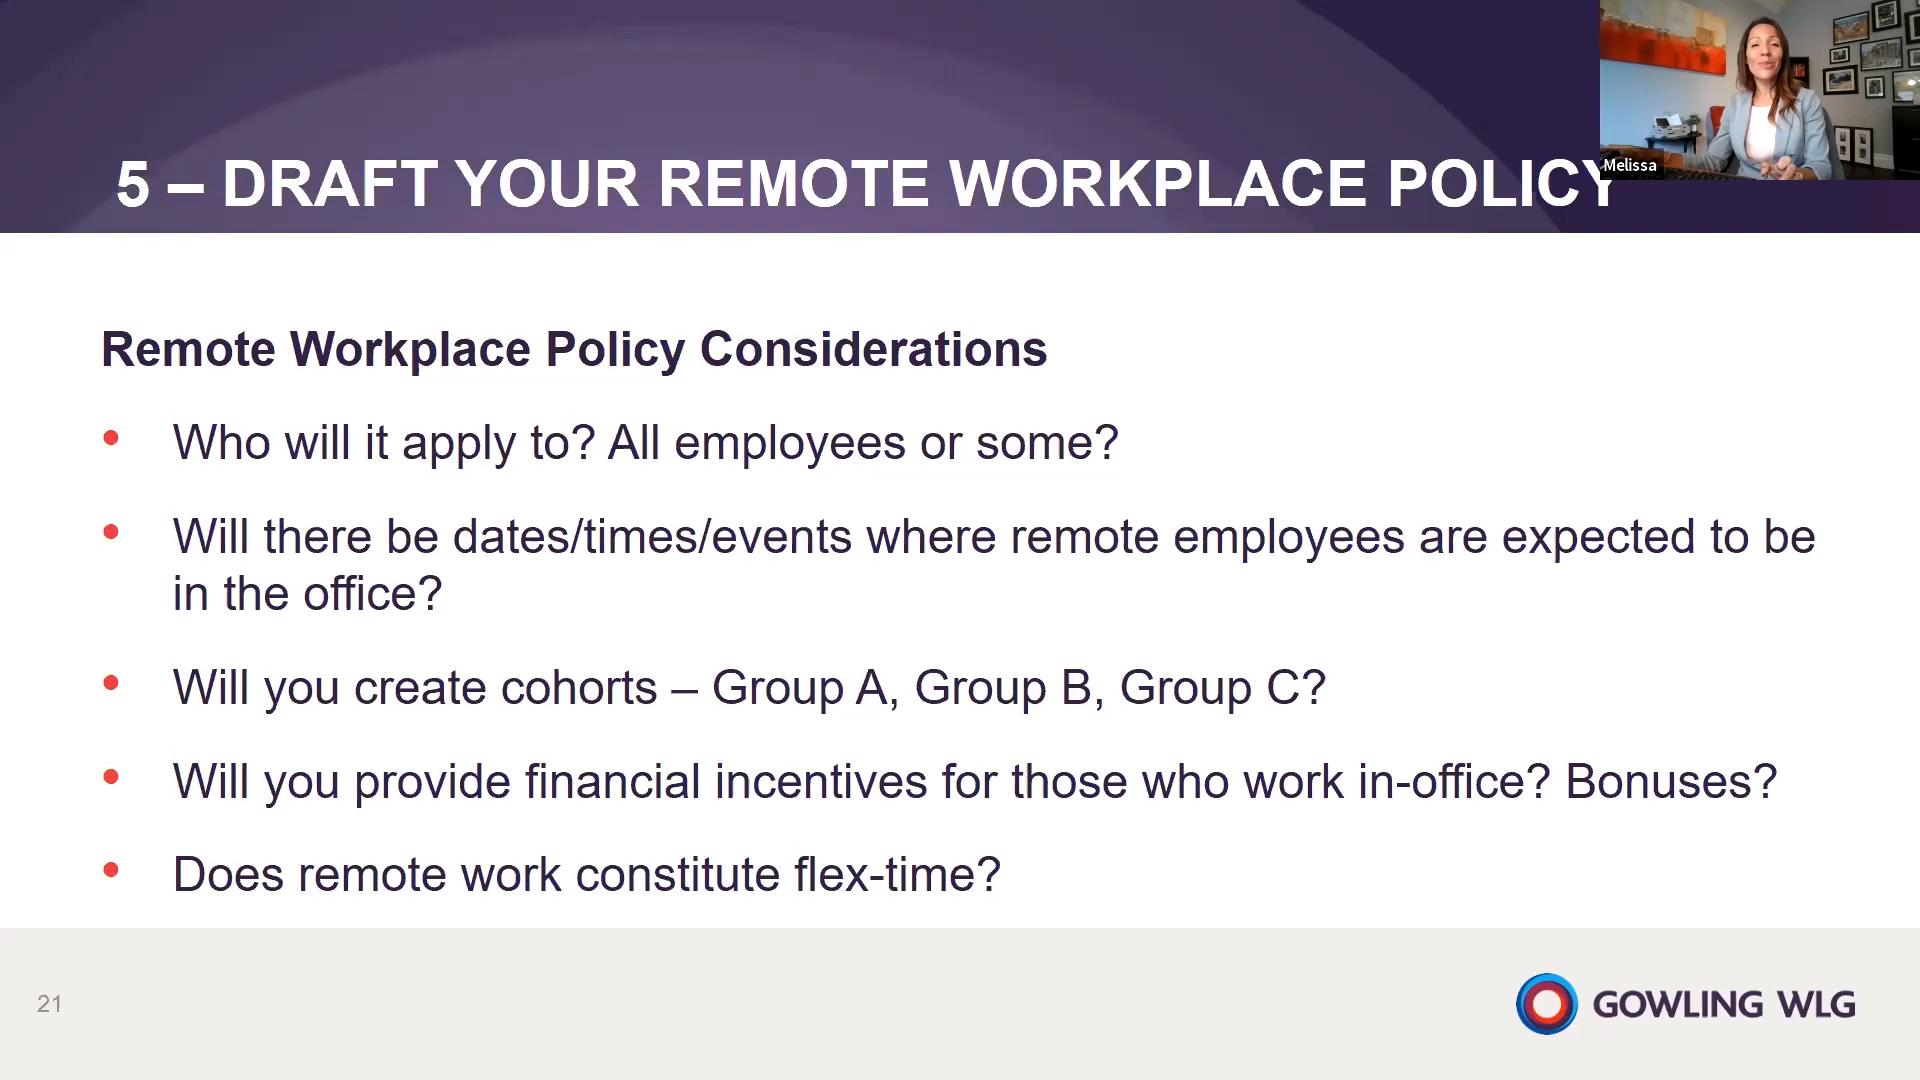 5 – DRAFT YOUR REMOTE WORKPLACE POLICY
Melissa
Remote Workplace Policy Considerations
• Who will it apply to? All employees or some?
• Will there be dates/times/events where remote employees are expected to be
in the office?
• Will you create cohorts – Group A, Group B, Group C?
• Will you provide financial incentives for those who work in-office? Bonuses?
• Does remote work constitute flex-time?
21
GOWLING WLG